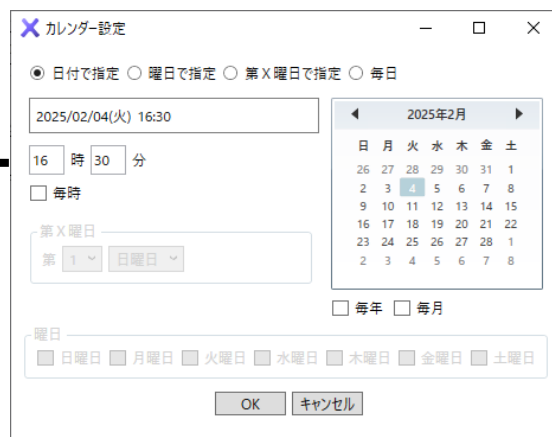 カレンダー設定
日付で指定 曜日で指定 第X曜日で指定 毎日
2025/02/04(火) 16:30
16 時 30 分
毎時
第X曜日
第 1 日曜日
2025年2月
日 月 火 水 木 金 土
26 27 28 29 30 31 1
2 3 4 5 6 7 8
9 10 11 12 13 14 15
16 17 18 19 20 21 22
23 24 25 26 27 28 1
2 3 4 5 6 7 8
毎年 毎月
曜日
日曜日 月曜日 火曜日 水曜日 木曜日 金曜日 土曜日
OK キャンセル